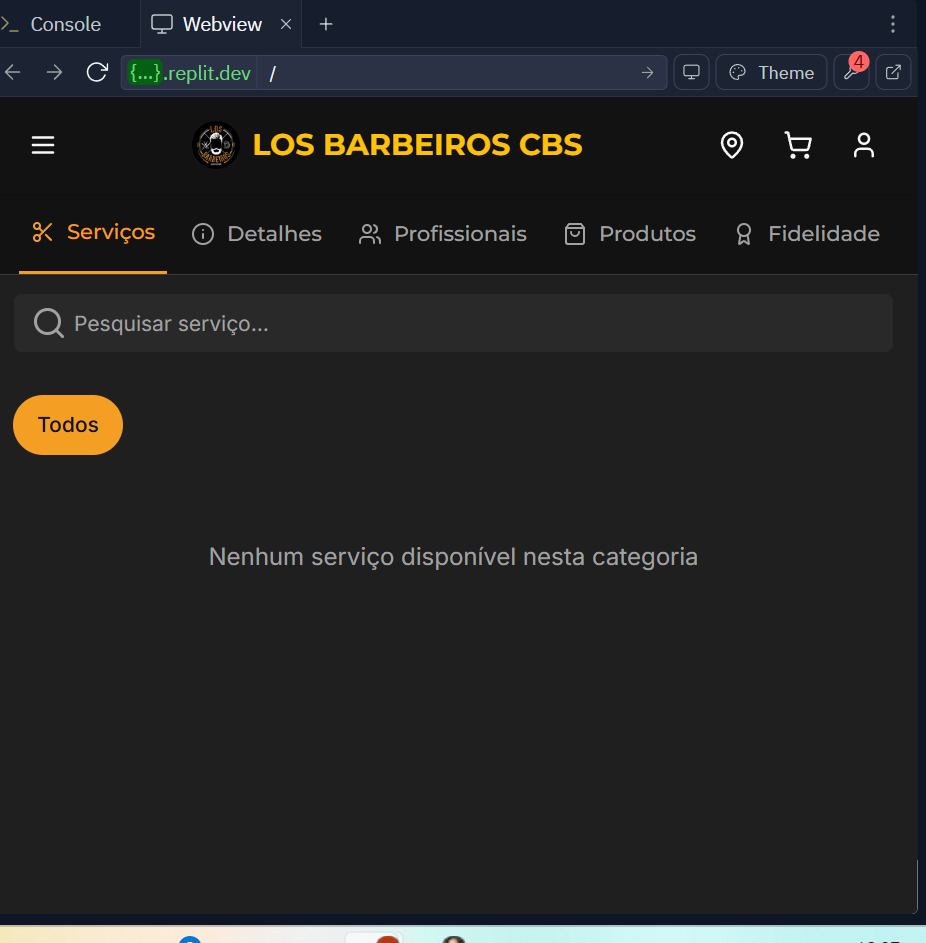 Console
Webview
{...}.replit.dev /
Theme
4
LOS BARBEIROS CBS
Serviços
Detalhes
Profissionais
Produtos
Fidelidade
Pesquisar serviço...
Todos
Nenhum serviço disponível nesta categoria